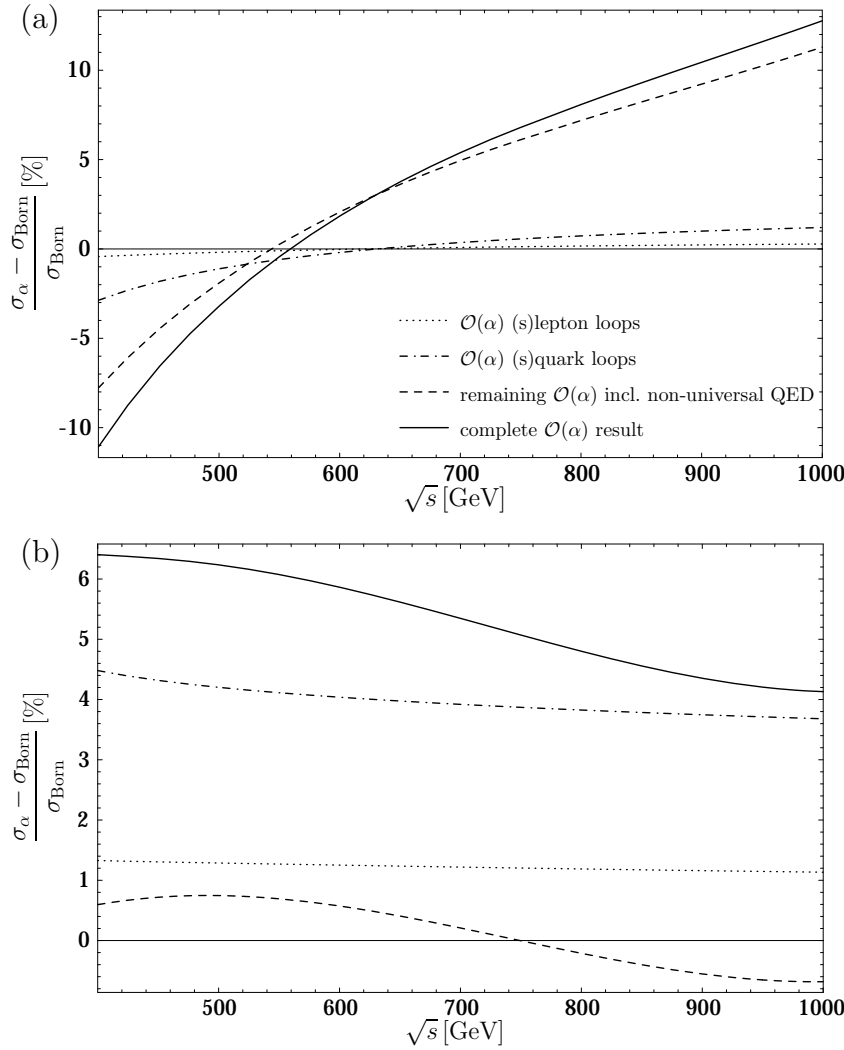 (a)
10
5
0
-5
-10
σα − σBorn [%]
σBorn
O(α) (s)lepton loops
O(α) (s)quark loops
remaining O(α) incl. non-universal QED
complete O(α) result
500 600 700 800 900 1000
√s [GeV]
(b)
6
5
4
3
2
1
0
σα − σBorn [%]
σBorn
500 600 700 800 900 1000
√s [GeV]